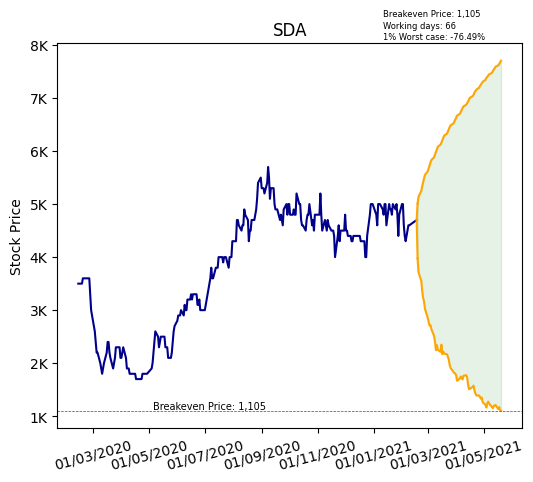 Breakeven Price: 1,105
Working days: 66
1% Worst case: -76.49%
SDA
8K
7K
6K
5K
4K
3K
2K
1K
Stock Price
Breakeven Price: 1,105
01/03/2020 01/05/2020 01/07/2020 01/09/2020 01/11/2020 01/01/2021 01/03/2021 01/05/2021